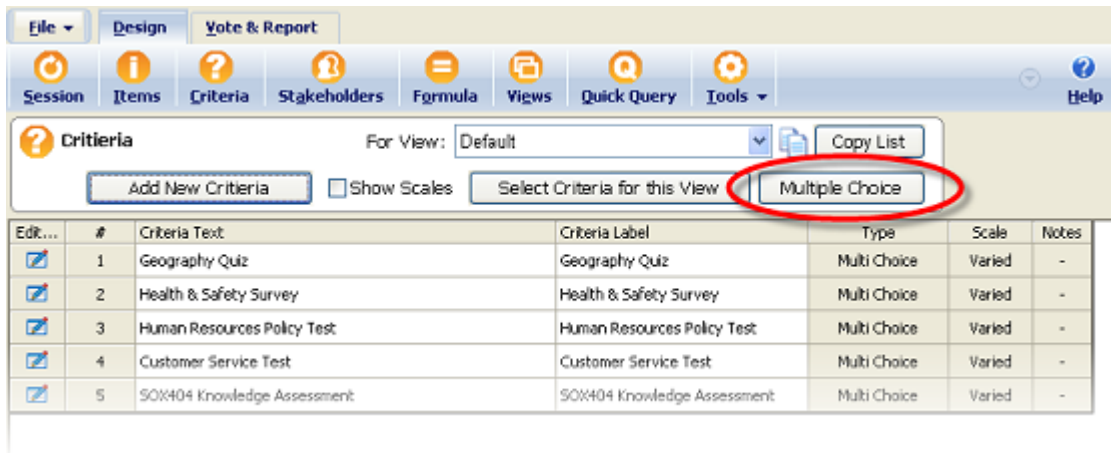 File Design Vote & Report
Session Items Criteria Stakeholders Formula Views Quick Query Tools Help
Critieria For View: Default Copy List
Add New Critieria Show Scales Select Criteria for this View Multiple Choice
Edit... # Criteria Text Criteria Label Type Scale Notes
1 Geography Quiz Geography Quiz Multi Choice Varied -
2 Health & Safety Survey Health & Safety Survey Multi Choice Varied -
3 Human Resources Policy Test Human Resources Policy Test Multi Choice Varied -
4 Customer Service Test Customer Service Test Multi Choice Varied -
5 SOX404 Knowledge Assessment SOX404 Knowledge Assessment Multi Choice Varied -